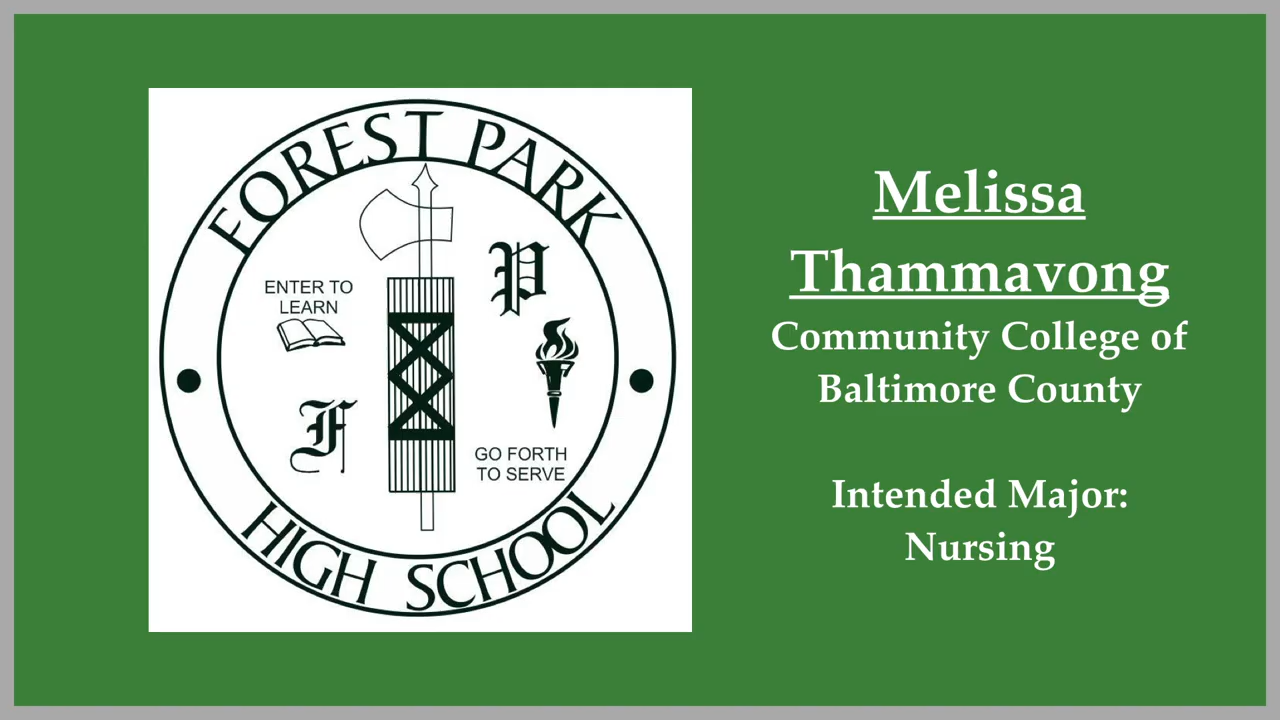 FOREST PARK
ENTER TO
LEARN
P
F
GO FORTH
TO SERVE
HIGH SCHOOL
Melissa
Thammavong
Community College of
Baltimore County
Intended Major:
Nursing